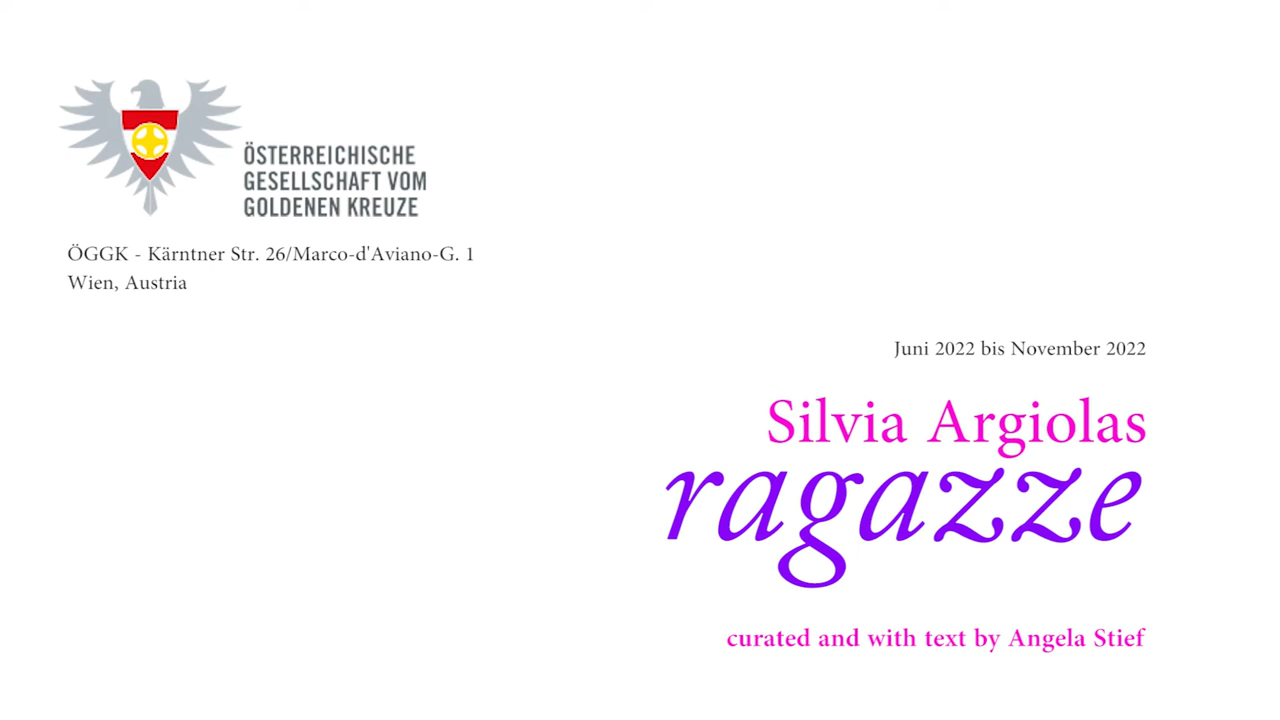 ÖSTERREICHISCHE
GESELLSCHAFT VOM
GOLDENEN KREUZE
ÖGGK - Kärntner Str. 26/Marco-d'Aviano-G. 1
Wien, Austria
Juni 2022 bis November 2022
Silvia Argiolas
ragazze
curated and with text by Angela Stief